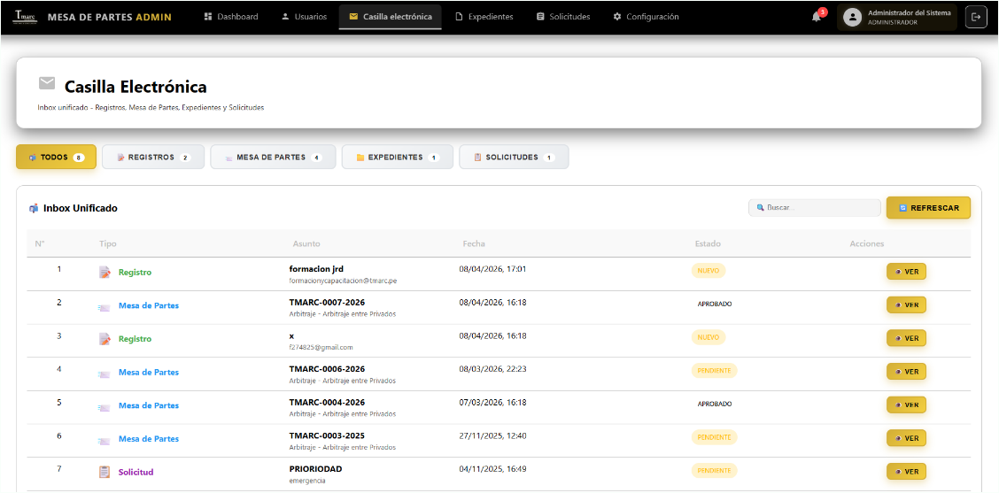 Tmarc
MESA DE PARTES ADMIN
Dashboard
Usuarios
Casilla electrónica
Expedientes
Solicitudes
Configuración
3
Administrador del Sistema
ADMINISTRADOR
Casilla Electrónica
Inbox unificado - Registros, Mesa de Partes, Expedientes y Solicitudes
TODOS 8
REGISTROS 2
MESA DE PARTES 4
EXPEDIENTES 1
SOLICITUDES 1
Inbox Unificado
Buscar...
REFRESCAR
N° Tipo Asunto Fecha Estado Acciones
1 Registro formacion jrd 08/04/2026, 17:01 NUEVO VER
formacionycapacitacion@tmarc.pe
2 Mesa de Partes TMARC-0007-2026 08/04/2026, 16:18 APROBADO VER
Arbitraje - Arbitraje entre Privados
3 Registro x 08/04/2026, 16:18 NUEVO VER
f274825@gmail.com
4 Mesa de Partes TMARC-0006-2026 08/03/2026, 22:23 PENDIENTE VER
Arbitraje - Arbitraje entre Privados
5 Mesa de Partes TMARC-0004-2026 07/03/2026, 16:18 APROBADO VER
Arbitraje - Arbitraje entre Privados
6 Mesa de Partes TMARC-0003-2025 27/11/2025, 12:40 PENDIENTE VER
Arbitraje - Arbitraje entre Privados
7 Solicitud PRIORIODAD 04/11/2025, 16:49 PENDIENTE VER
emergencia